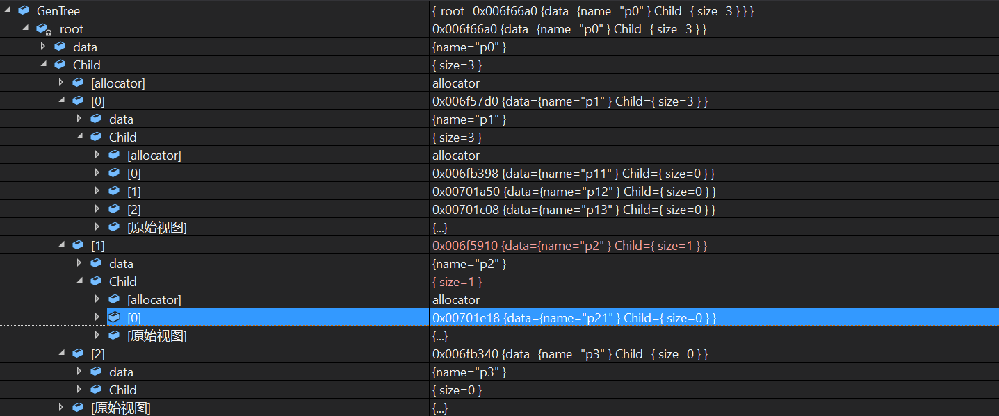 GenTree {_root=0x006f66a0 {data={name="p0" } Child={ size=3 } } }
_root 0x006f66a0 {data={name="p0" } Child={ size=3 } }
data {name="p0" }
Child { size=3 }
[allocator] allocator
[0] 0x006f57d0 {data={name="p1" } Child={ size=3 } }
data {name="p1" }
Child { size=3 }
[allocator] allocator
[0] 0x006fb398 {data={name="p11" } Child={ size=0 } }
[1] 0x00701a50 {data={name="p12" } Child={ size=0 } }
[2] 0x00701c08 {data={name="p13" } Child={ size=0 } }
[原始视图] {...}
[1] 0x006f5910 {data={name="p2" } Child={ size=1 } }
data {name="p2" }
Child { size=1 }
[allocator] allocator
[0] 0x00701e18 {data={name="p21" } Child={ size=0 } }
[原始视图] {...}
[2] 0x006fb340 {data={name="p3" } Child={ size=0 } }
data {name="p3" }
Child { size=0 }
[原始视图] {...}